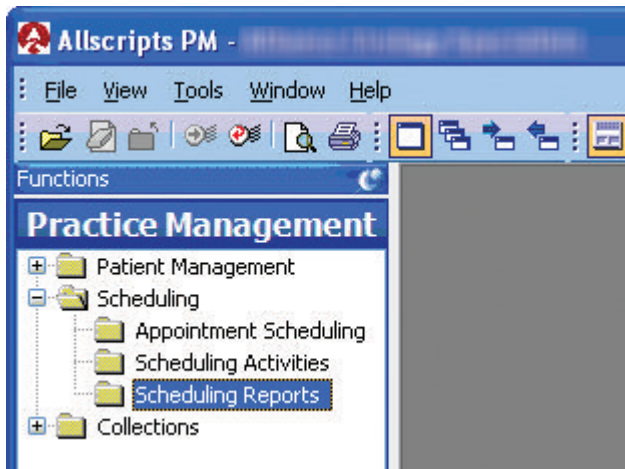 Allscripts PM -
File View Tools Window Help
Functions
Practice Management
Patient Management
Scheduling
Appointment Scheduling
Scheduling Activities
Scheduling Reports
Collections